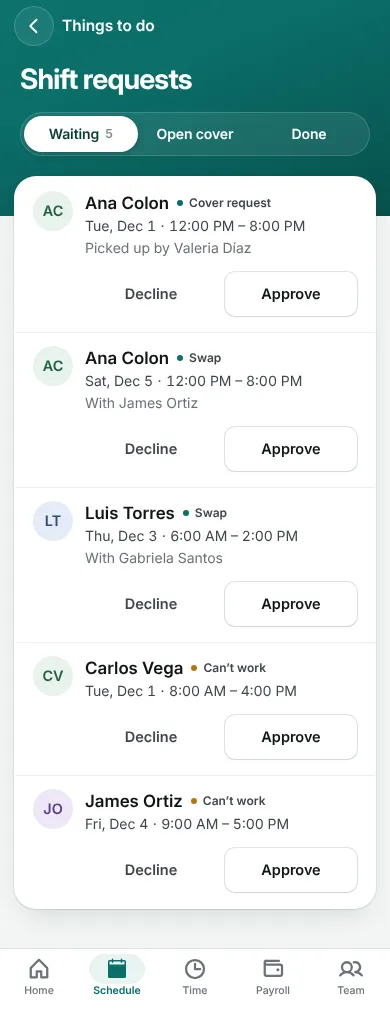 Things to do
Shift requests
Waiting 5
Open cover
Done
AC
Ana Colon • Cover request
Tue, Dec 1 · 12:00 PM – 8:00 PM
Picked up by Valeria Díaz
Decline
Approve
AC
Ana Colon • Swap
Sat, Dec 5 · 12:00 PM – 8:00 PM
With James Ortiz
Decline
Approve
LT
Luis Torres • Swap
Thu, Dec 3 · 6:00 AM – 2:00 PM
With Gabriela Santos
Decline
Approve
CV
Carlos Vega • Can’t work
Tue, Dec 1 · 8:00 AM – 4:00 PM
Decline
Approve
JO
James Ortiz • Can’t work
Fri, Dec 4 · 9:00 AM – 5:00 PM
Decline
Approve
Home
Schedule
Time
Payroll
Team